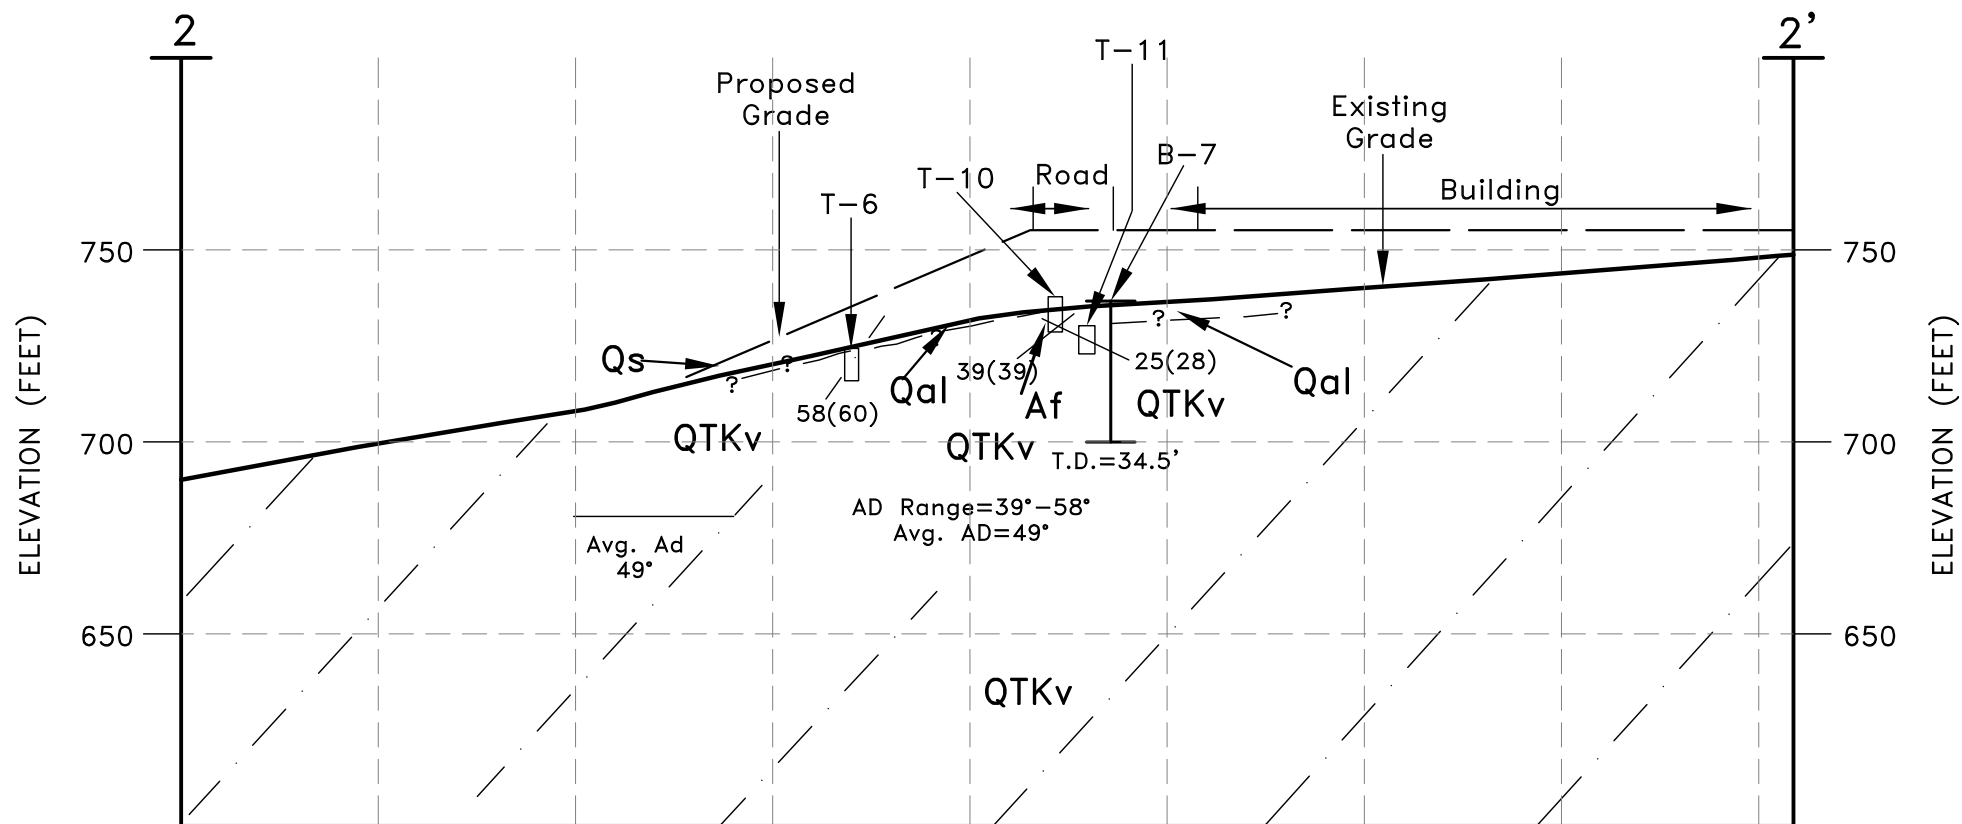 2
2'
T-11
Proposed
Grade
Existing
Grade
B-7
T-10
Road
T-6
Building
750
750
Qs
?
?
?
?
?
39(39)
25(28)
Qal
Qal
58(60)
Af
QTKv
QTKv
QTKv
700
700
T.D.=34.5'
AD Range=39°-58°
Avg. AD=49°
Avg. Ad
49°
650
650
QTKv
ELEVATION (FEET)
ELEVATION (FEET)